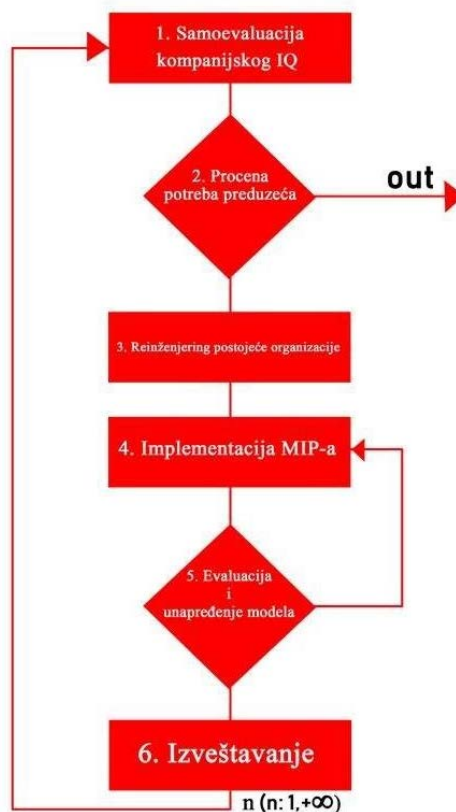 1. Samoevaluacija
kompanijskog IQ
2. Procena
potreba preduzeća
out
3. Reinženjering postojeće organizacije
4. Implementacija MIP-a
5. Evaluacija
i
unapređenje modela
6. Izveštavanje
n (n: 1,+∞)